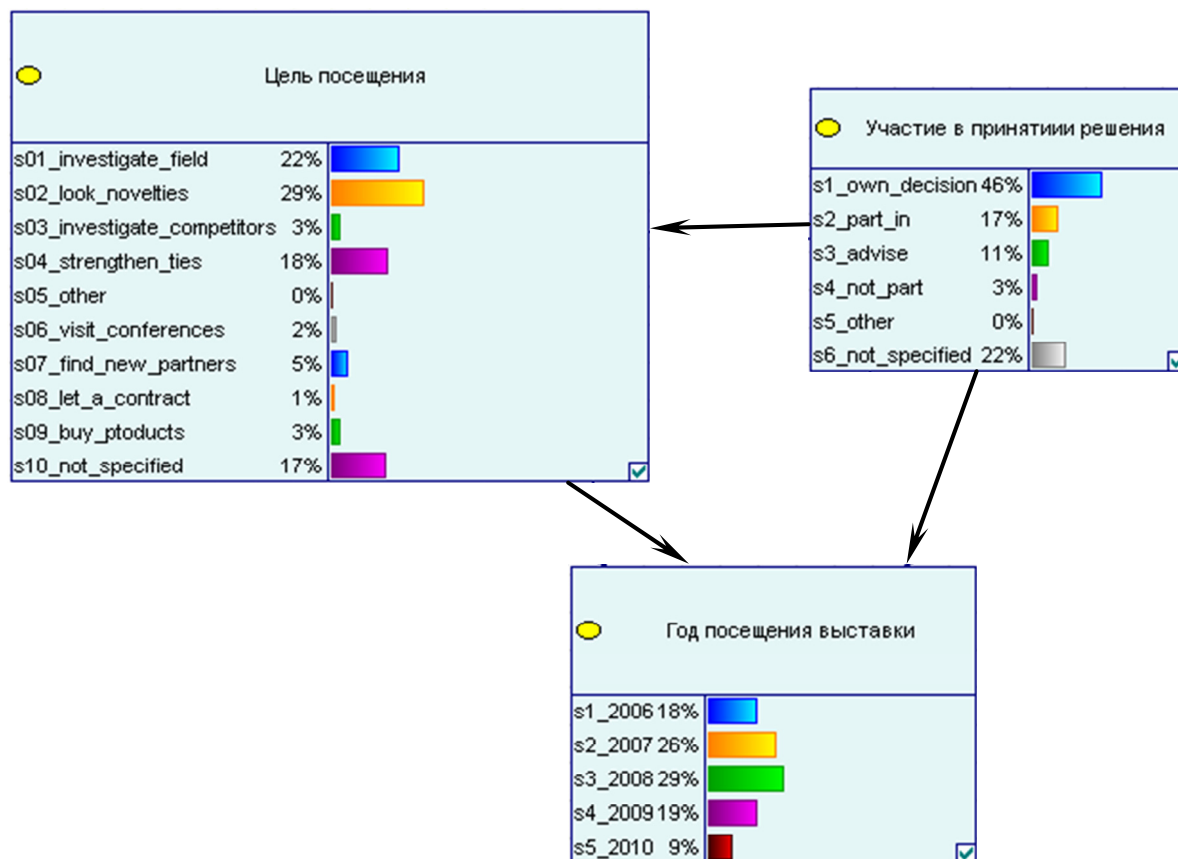 Цель посещения
s01_investigate_field 22%
s02_look_novelties 29%
s03_investigate_competitors 3%
s04_strengthen_ties 18%
s05_other 0%
s06_visit_conferences 2%
s07_find_new_partners 5%
s08_let_a_contract 1%
s09_buy_ptoducts 3%
s10_not_specified 17%
Участие в принятиии решения
s1_own_decision 46%
s2_part_in 17%
s3_advise 11%
s4_not_part 3%
s5_other 0%
s6_not_specified 22%
Год посещения выставки
s1_2006 18%
s2_2007 26%
s3_2008 29%
s4_2009 19%
s5_2010 9%